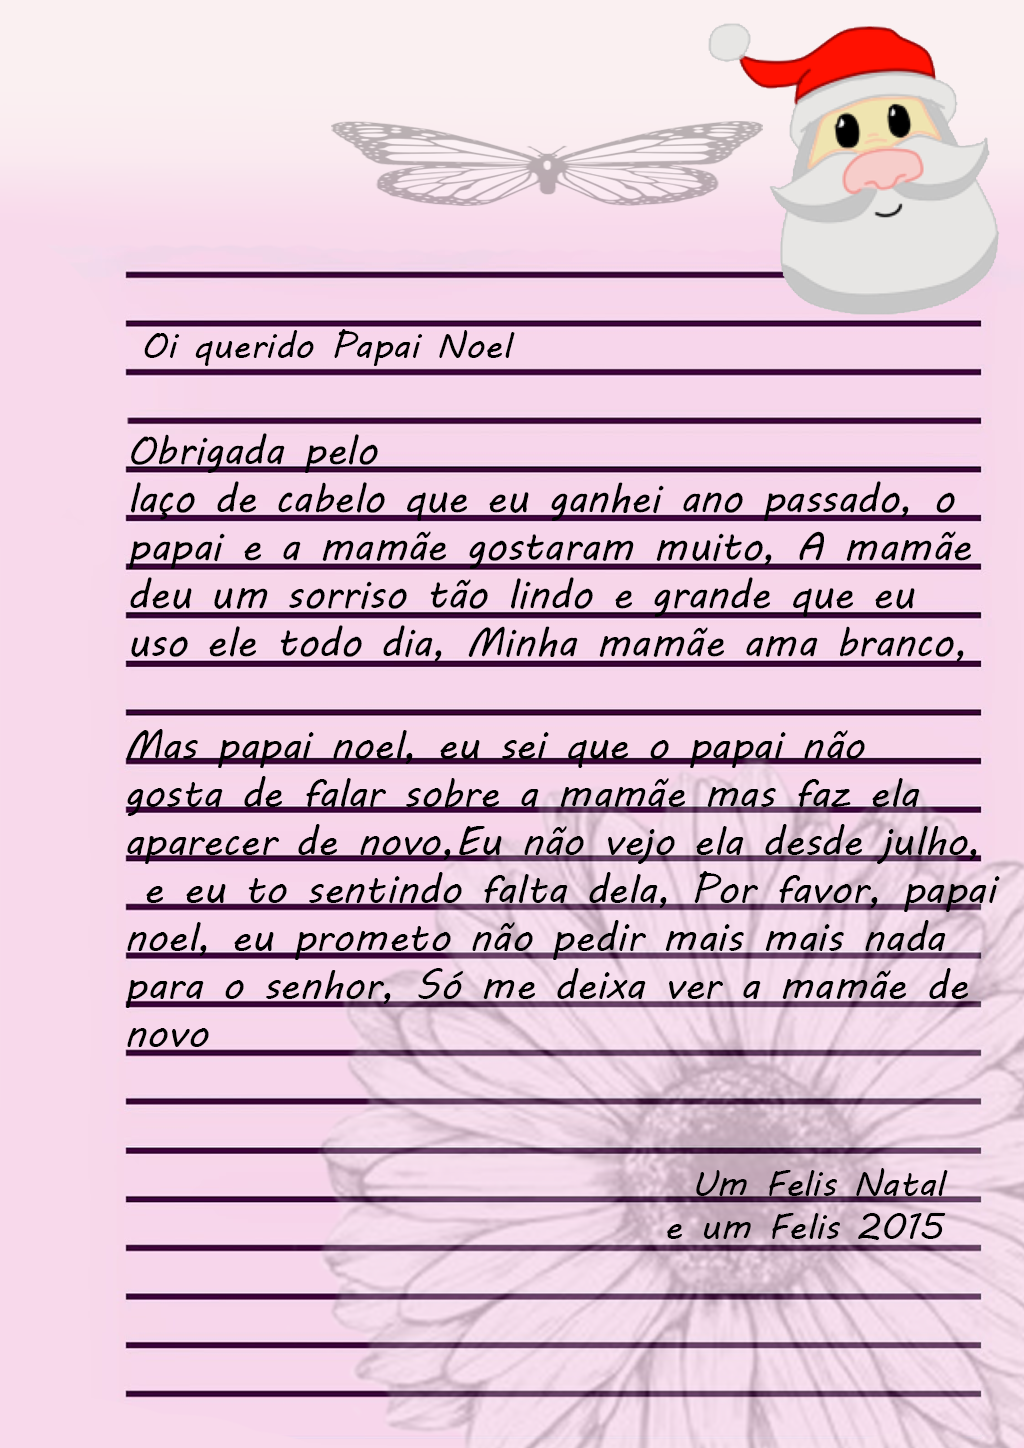 Oi querido Papai Noel
Obrigada pelo
laço de cabelo que eu ganhei ano passado, o
papai e a mamãe gostaram muito, A mamãe
deu um sorriso tão lindo e grande que eu
uso ele todo dia, Minha mamãe ama branco,
Mas papai noel, eu sei que o papai não
gosta de falar sobre a mamãe mas faz ela
aparecer de novo,Eu não vejo ela desde julho,
e eu to sentindo falta dela, Por favor, papai
noel, eu prometo não pedir mais mais nada
para o senhor, Só me deixa ver a mamãe de
novo
Um Felis Natal
e um Felis 2015